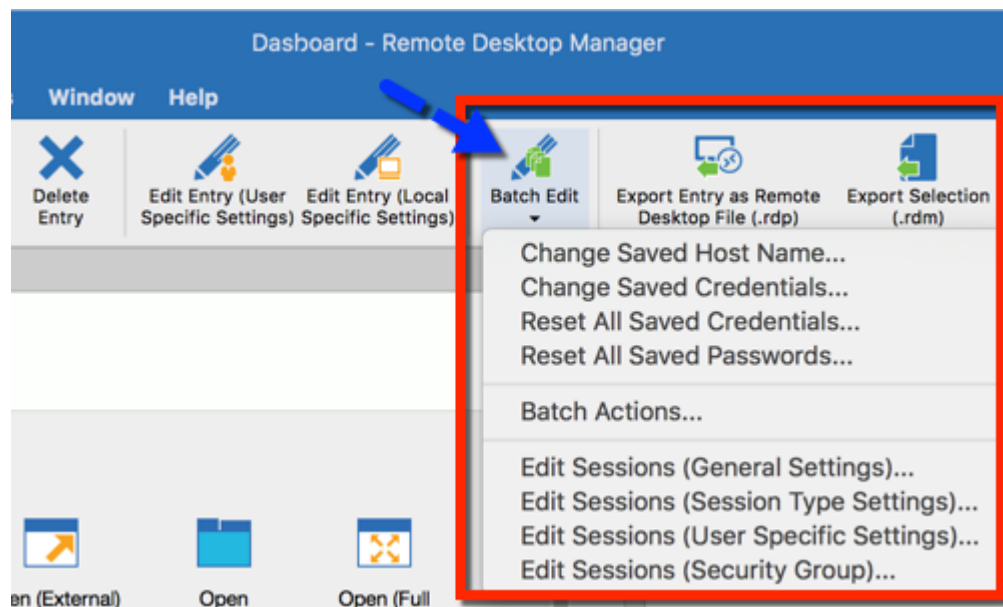 Dasboard - Remote Desktop Manager
Window Help
Delete
Entry
Edit Entry (User
Specific Settings)
Edit Entry (Local
Specific Settings)
Batch Edit
Export Entry as Remote
Desktop File (.rdp)
Export Selection
(.rdm)
Change Saved Host Name...
Change Saved Credentials...
Reset All Saved Credentials...
Reset All Saved Passwords...
Batch Actions...
Edit Sessions (General Settings)...
Edit Sessions (Session Type Settings)...
Edit Sessions (User Specific Settings)...
Edit Sessions (Security Group)...
en (External)
Open
Open (Full